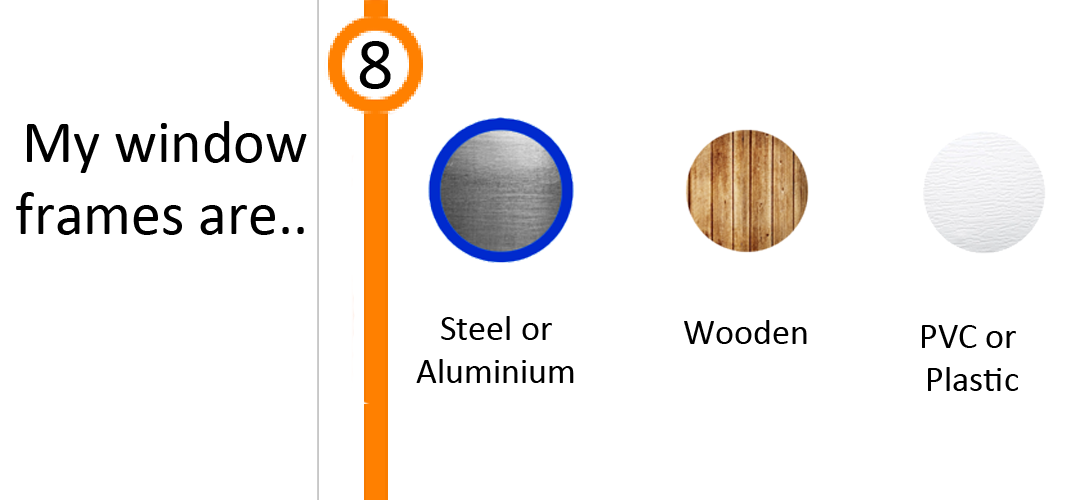 8
My window
frames are..
Steel or
Aluminium
Wooden
PVC or
Plastic